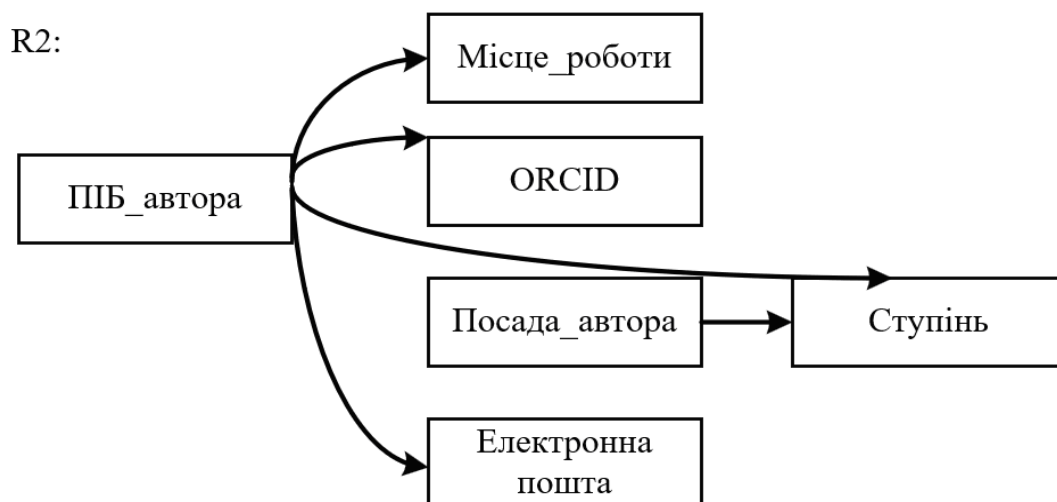 R2:
Місце_роботи
ORCID
ПІБ_автора
Посада_автора
Ступінь
Електронна
пошта